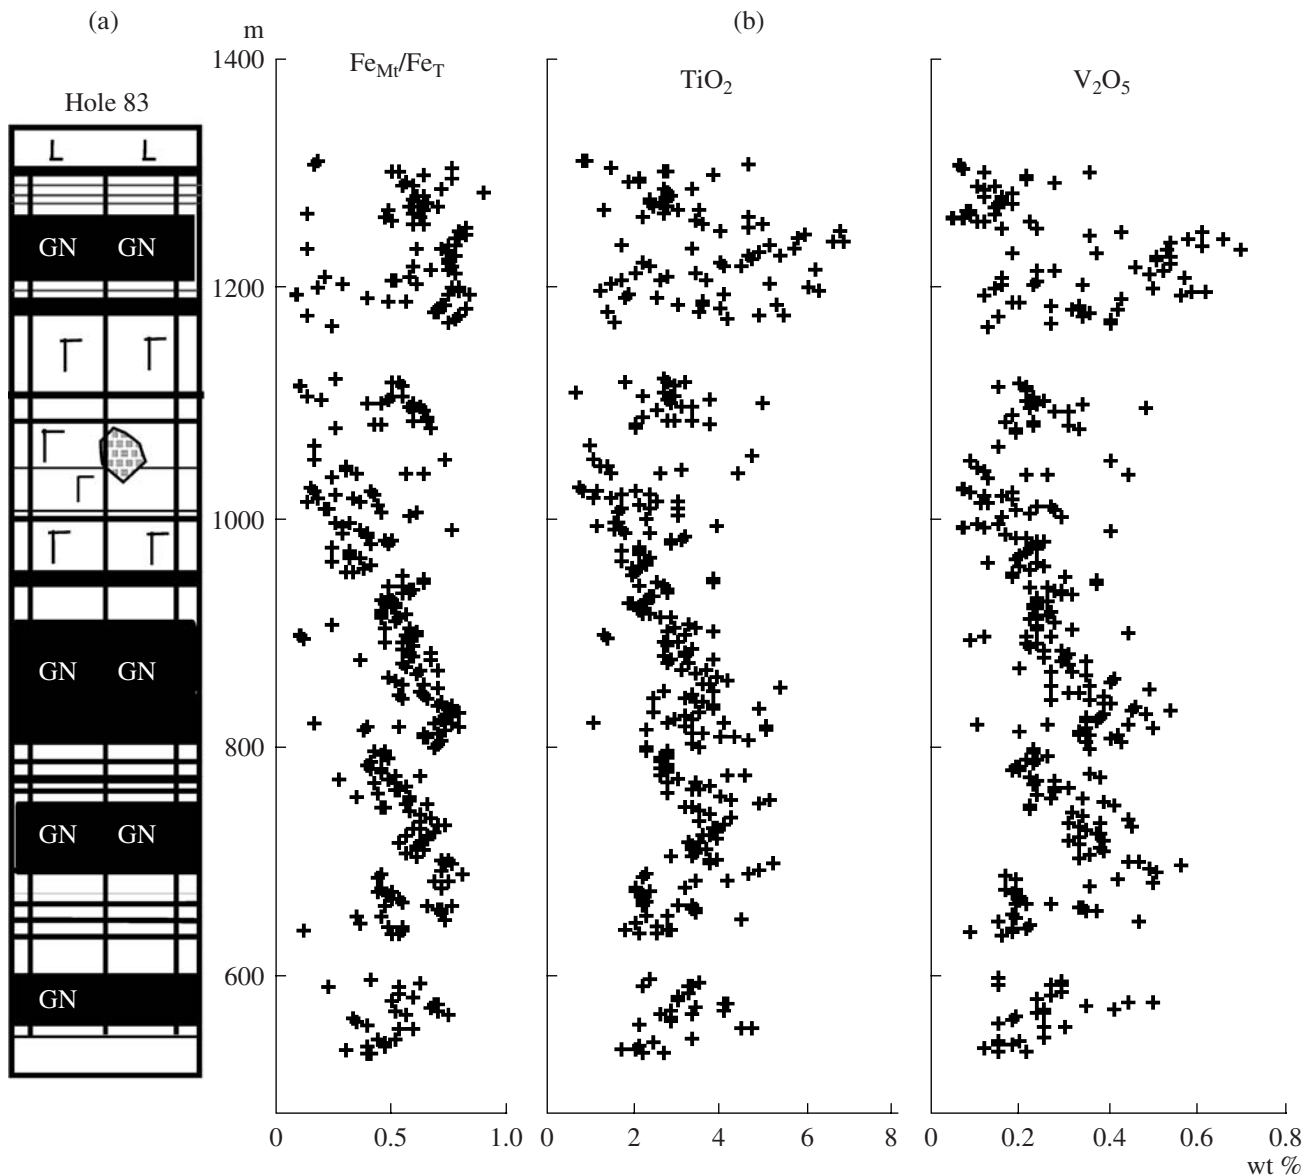 (a)
(b)
m
Hole 83
L L
GN GN
GN GN
GN GN
GN
Fe_Mt/Fe_T
TiO₂
V₂O₅
1400
1200
1000
800
600
0 0.5 1.0
0 2 4 6 8
0 0.2 0.4 0.6 0.8
wt %